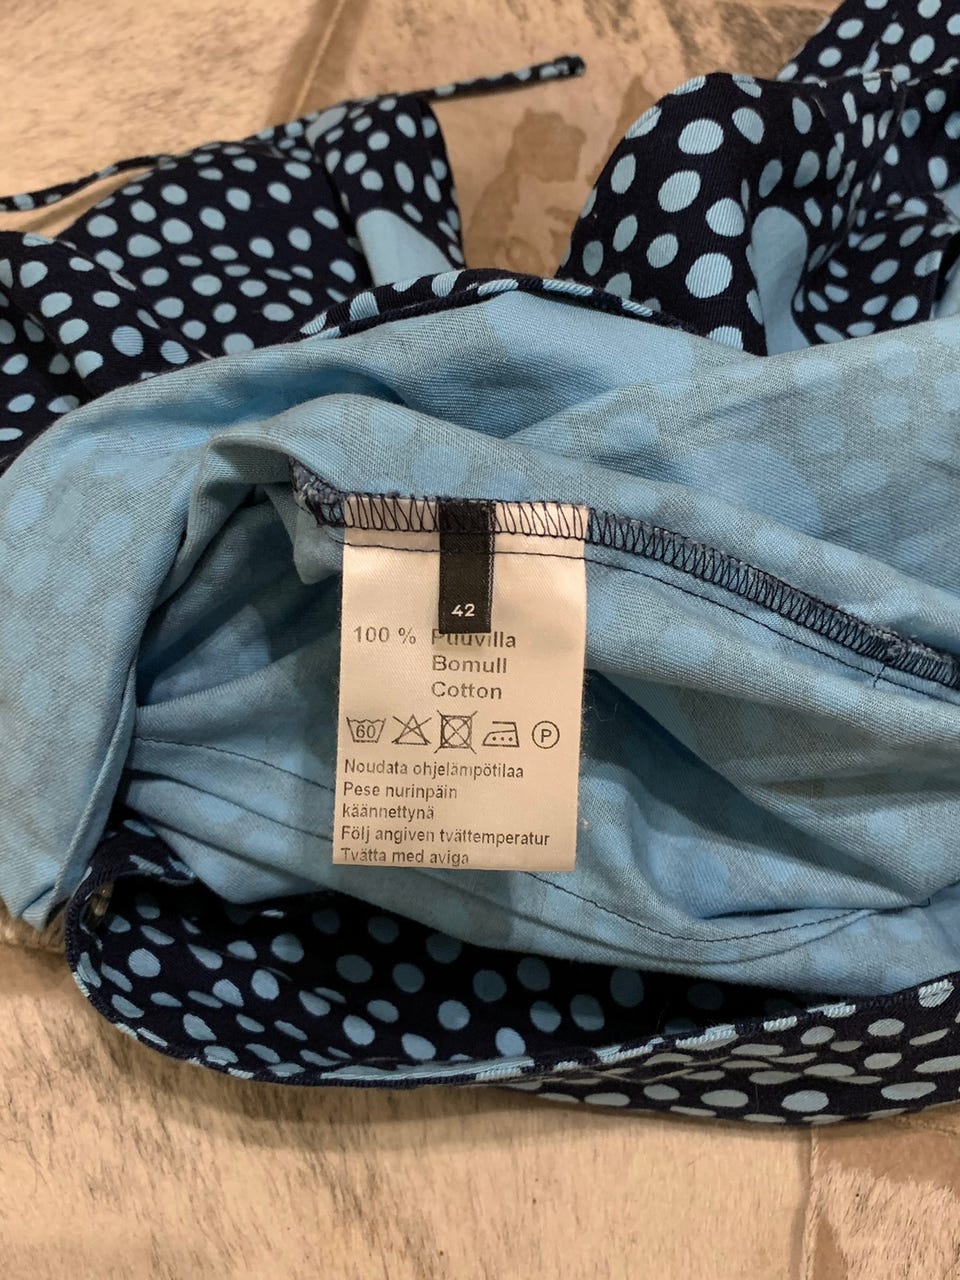 42
100 % Puuvilla
Bomull
Cotton
60 P
Noudata ohjelämpötilaa
Pese nurinpäin
käännettynä
Följ angiven tvättemperatur
Tvätta med aviga